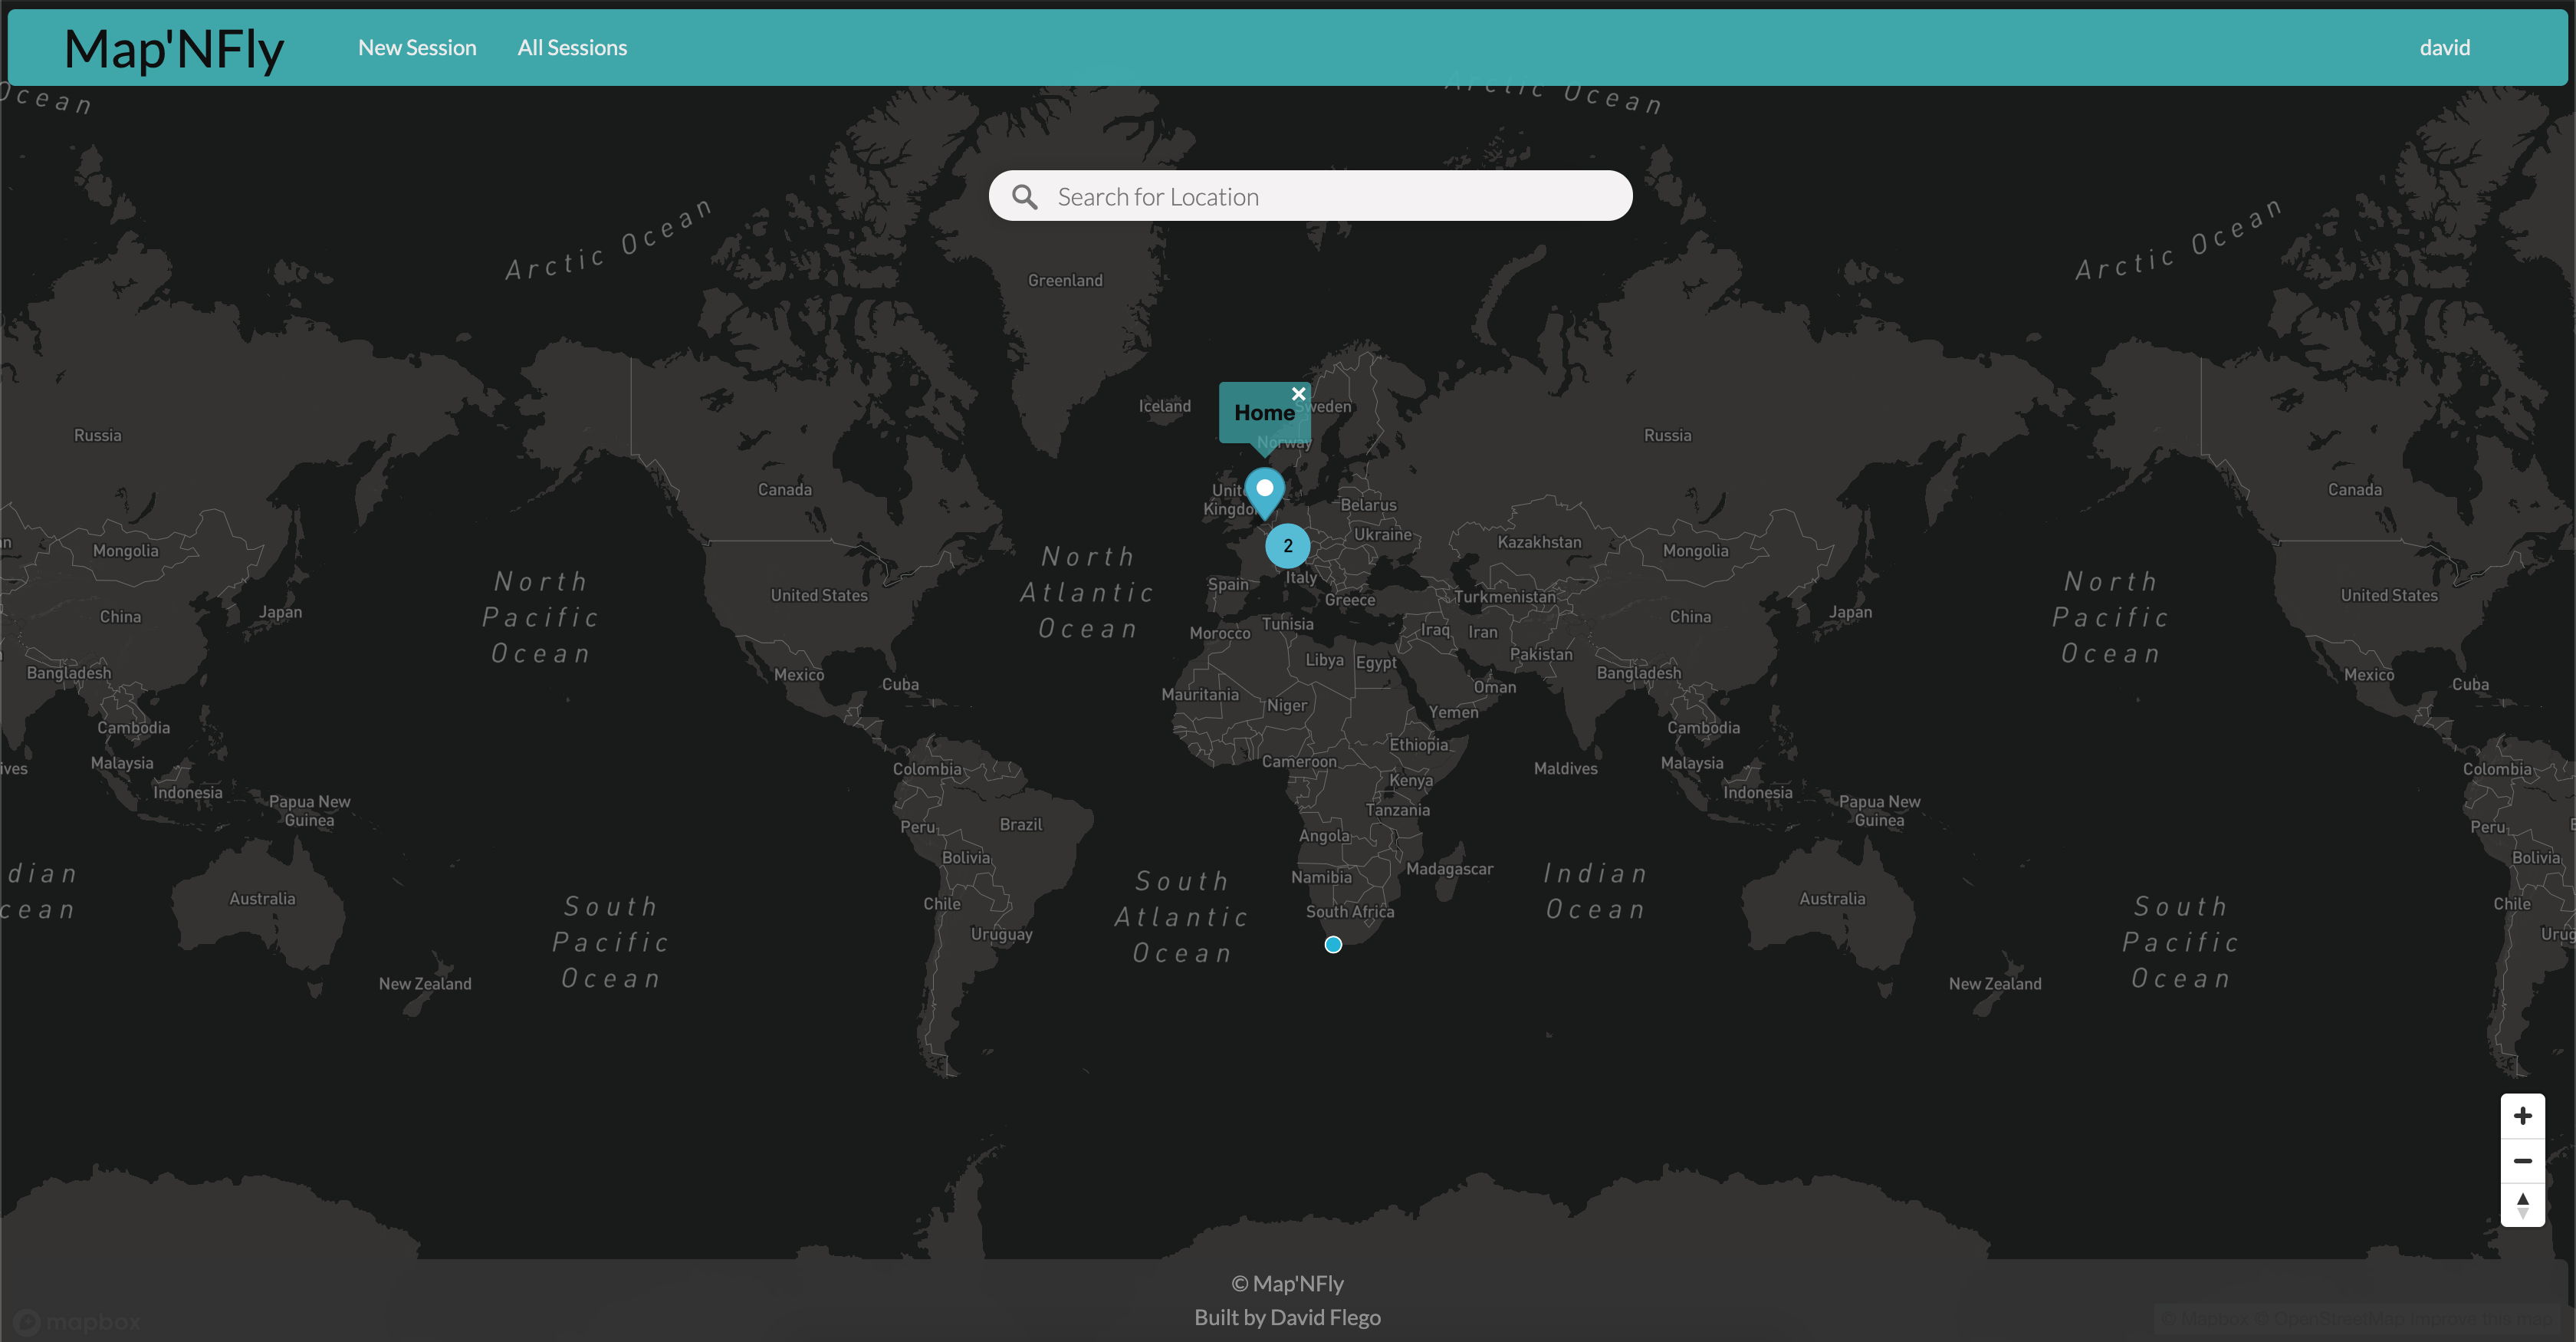 Map'NFly
New Session
All Sessions
david
Ocean
Arctic Ocean
Search for Location
Arctic Ocean
Arctic Ocean
Greenland
Iceland
Home
Sweden
Norway
Russia
Russia
Canada
Canada
Kingdom
Belarus
Ukraine
2
Mongolia
Kazakhstan
Mongolia
North
Pacific
Ocean
North
Atlantic
Ocean
North
Pacific
Ocean
Italy
Spain
Greece
Turkmenistan
United States
United States
China
China
Japan
Japan
Morocco
Tunisia
Iraq
Iran
Pakistan
Libya
Egypt
Bangladesh
Bangladesh
Mexico
Mexico
Cuba
Cuba
Mauritania
Niger
Oman
Yemen
Cambodia
Cambodia
Ethiopia
Malaysia
Malaysia
Colombia
Colombia
Cameroon
Maldives
Kenya
Indonesia
Indonesia
Papua New
Guinea
Papua New
Guinea
Tanzania
Peru
Brazil
Peru
Angola
Bolivia
Bolivia
Madagascar
Namibia
South
Atlantic
Ocean
Indian
Ocean
Australia
Australia
Chile
Chile
South Africa
South
Pacific
Ocean
South
Pacific
Ocean
Uruguay
New Zealand
New Zealand
© Map'NFly
Built by David Flego
mapbox
© Mapbox © OpenStreetMap Improve this map